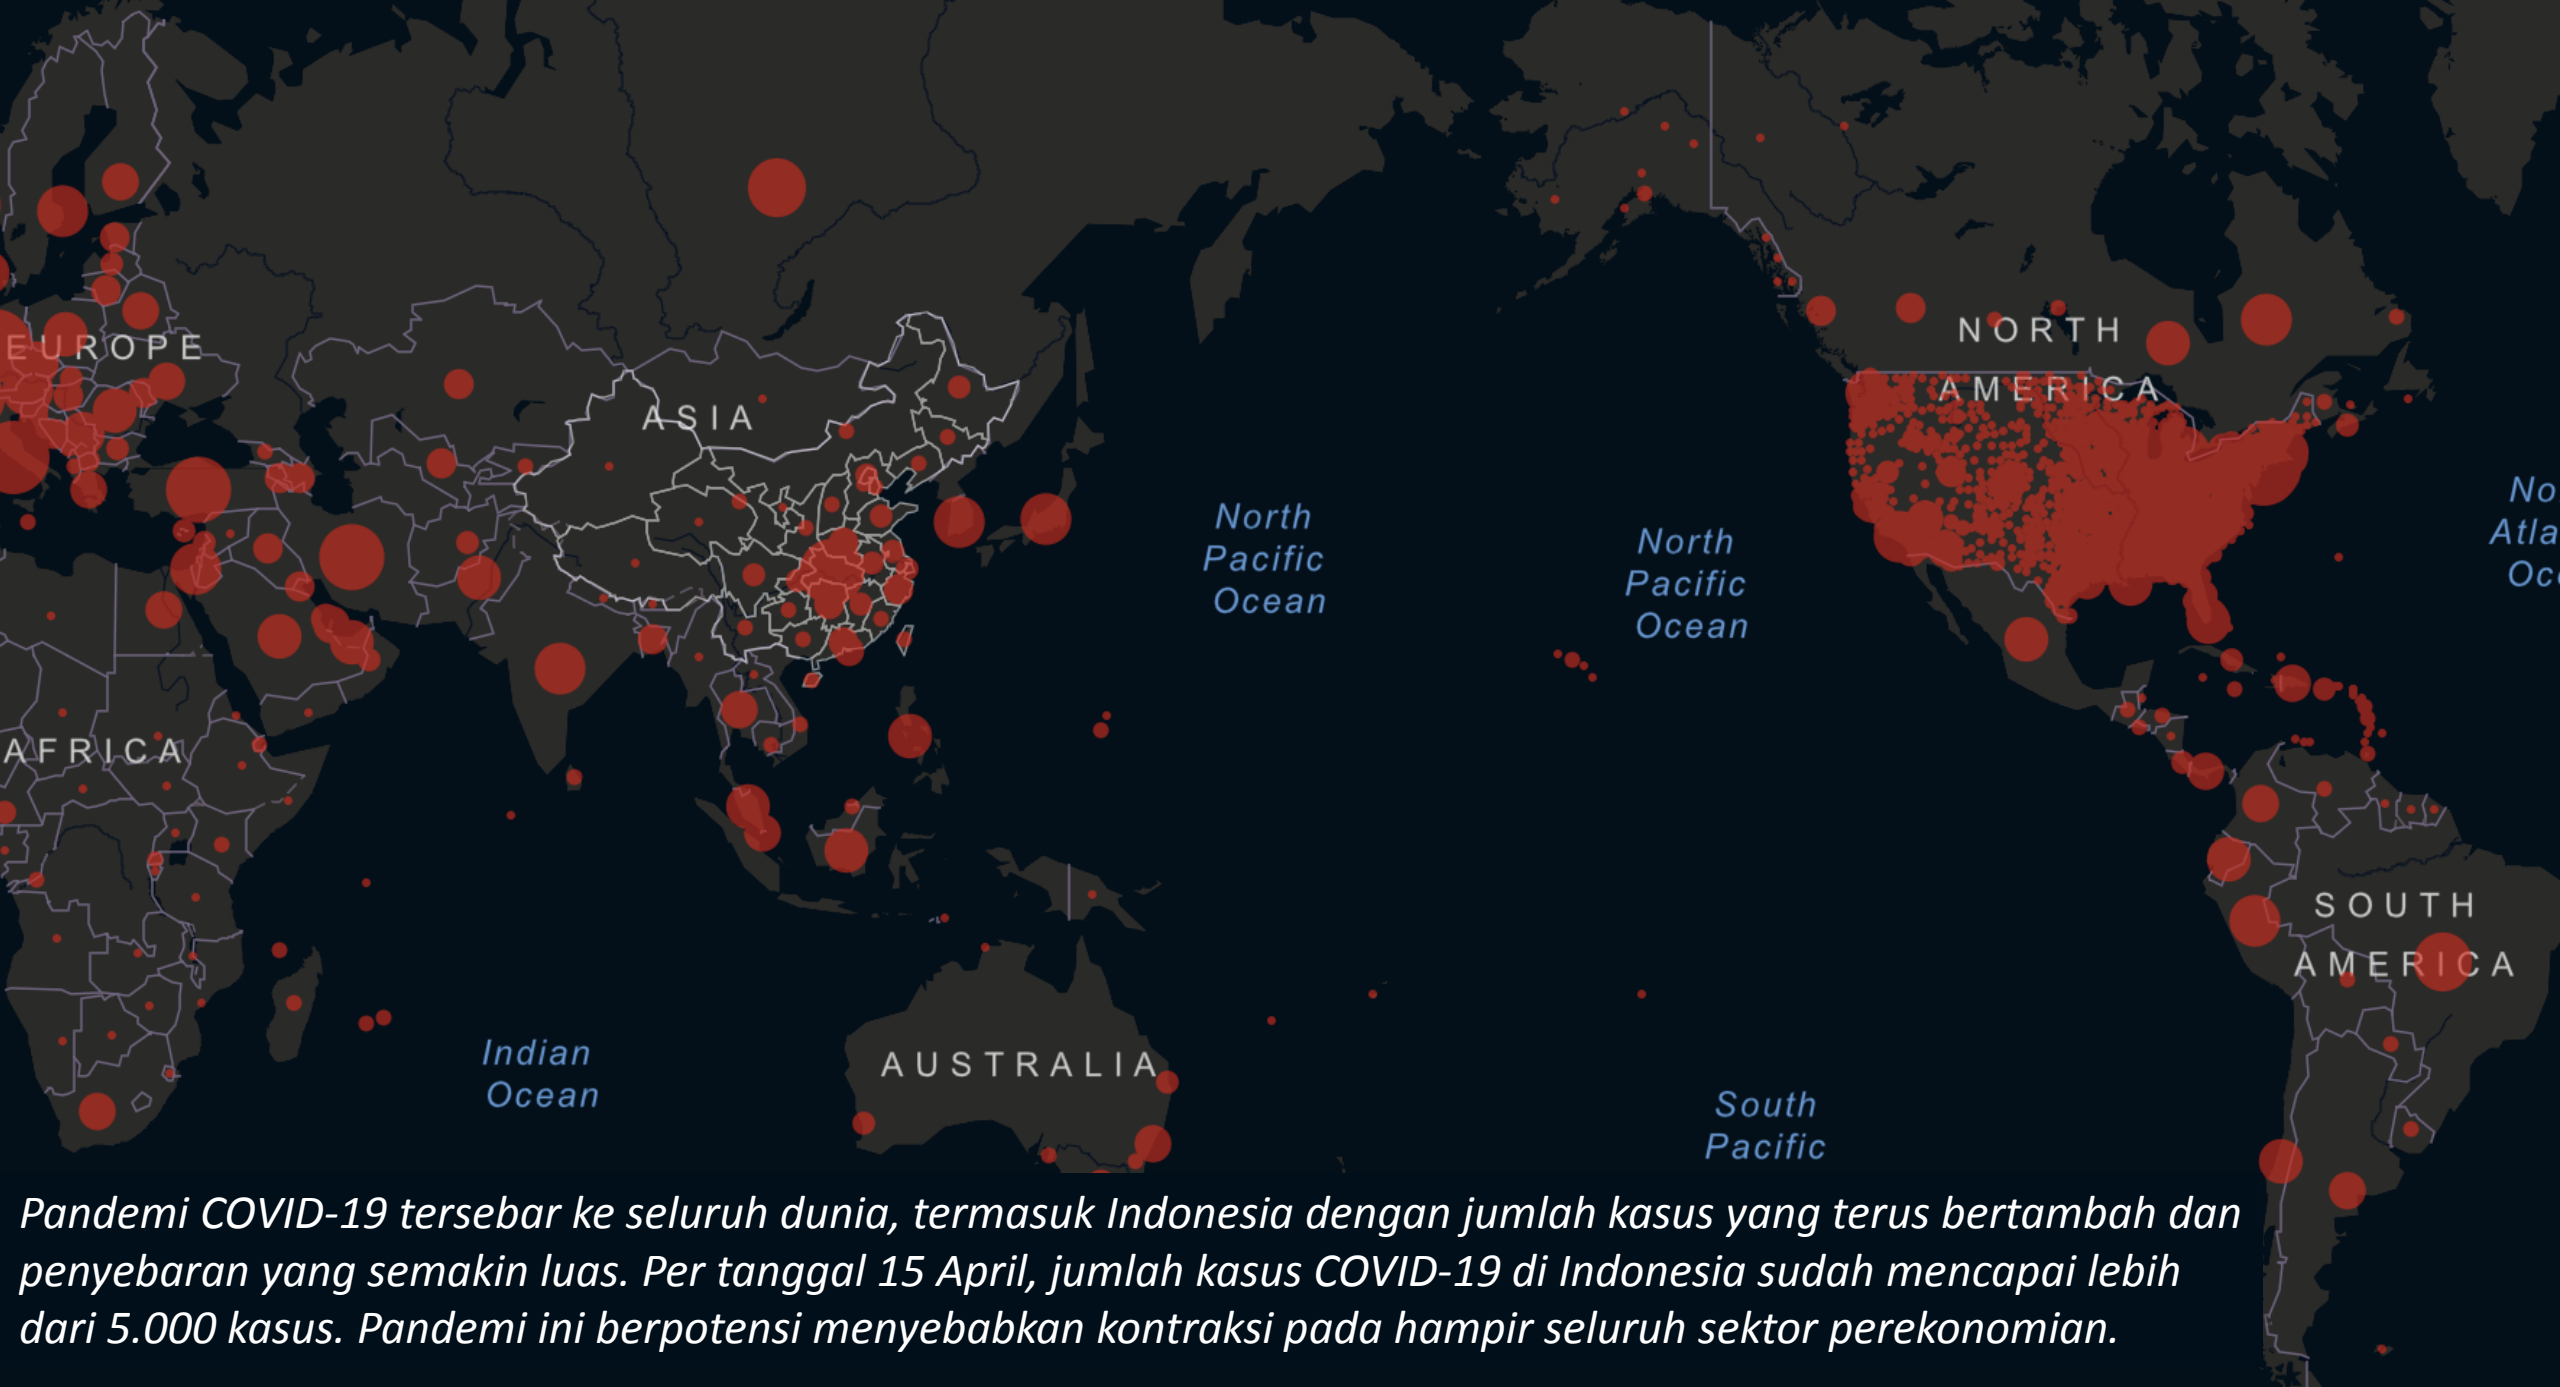 EUROPE
ASIA
NORTH
AMERICA
North
Pacific
Ocean
North
Pacific
Ocean
No
Atla
Oc
AFRICA
SOUTH
AMERICA
Indian
Ocean
AUSTRALIA
South
Pacific
Pandemi COVID-19 tersebar ke seluruh dunia, termasuk Indonesia dengan jumlah kasus yang terus bertambah dan
penyebaran yang semakin luas. Per tanggal 15 April, jumlah kasus COVID-19 di Indonesia sudah mencapai lebih
dari 5.000 kasus. Pandemi ini berpotensi menyebabkan kontraksi pada hampir seluruh sektor perekonomian.